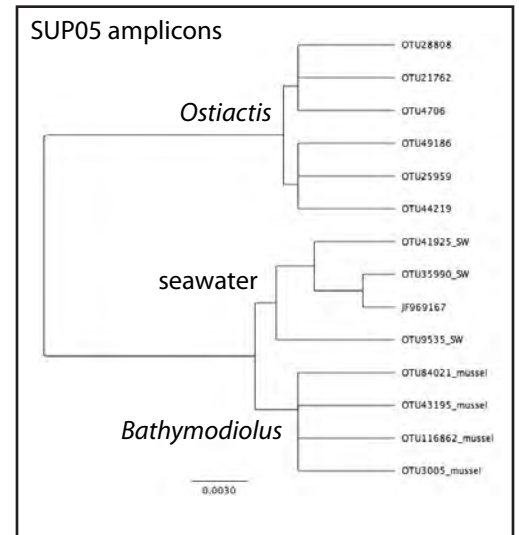 SUP05 amplicons
OTU28808
OTU21762
Ostiactis
OTU4706
OTU49186
OTU25959
OTU44219
OTU41925_SW
seawater
OTU35990_SW
JF969167
OTU9535_SW
OTU84021_mussel
OTU43195_mussel
Bathymodiolus
OTU116862_mussel
OTU3005_mussel
0.0030